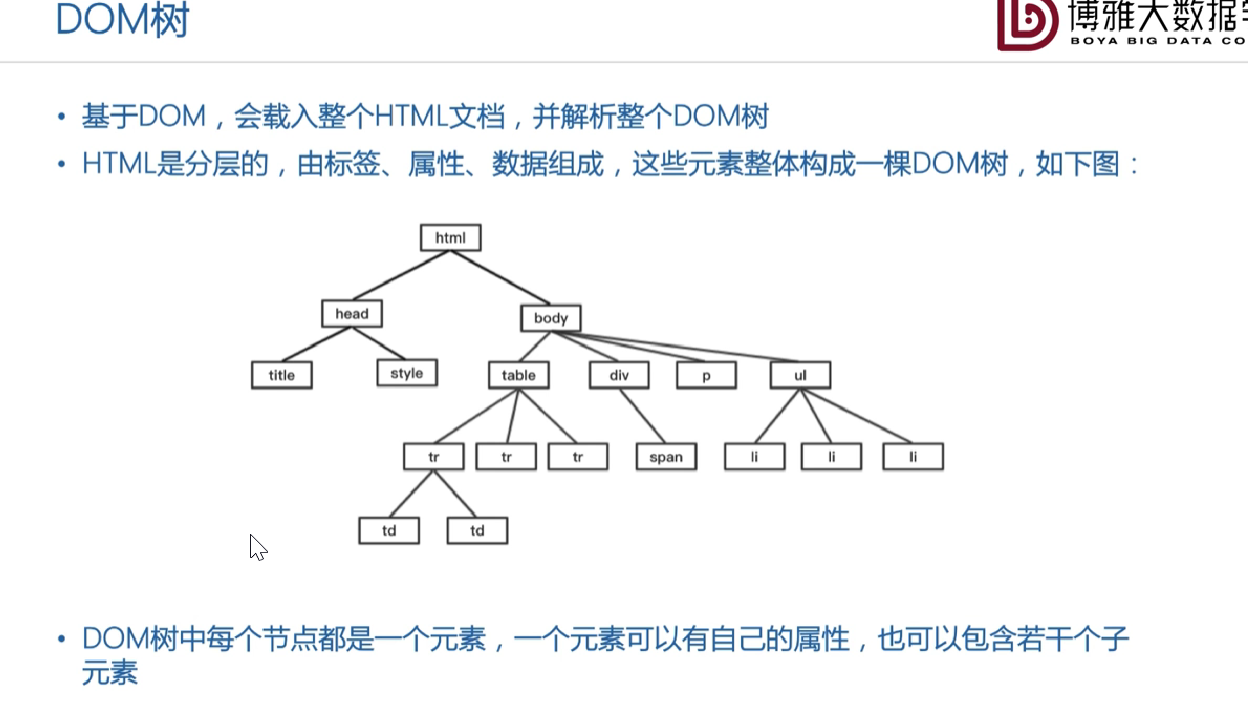 DOM树
博雅大数据
BOYA BIG DATA CO
• 基于DOM，会载入整个HTML文档，并解析整个DOM树
• HTML是分层的，由标签、属性、数据组成，这些元素整体构成一棵DOM树，如下图：
html
head
body
title
style
table
div
p
ul
tr
tr
tr
span
li
li
li
td
td
• DOM树中每个节点都是一个元素，一个元素可以有自己的属性，也可以包含若干个子
元素